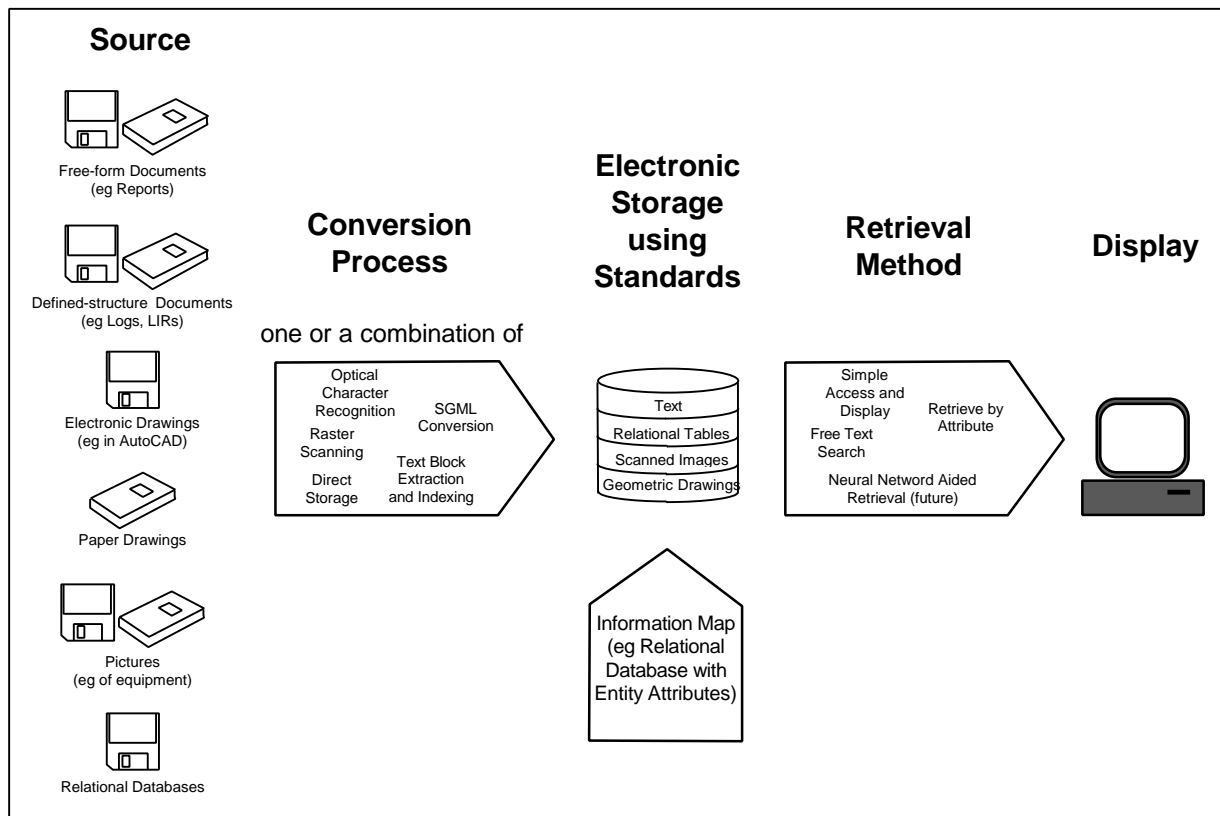 Source
Free-form Documents
(eg Reports)
Defined-structure Documents
(eg Logs, LIRs)
Electronic Drawings
(eg in AutoCAD)
Paper Drawings
Pictures
(eg of equipment)
Relational Databases
Conversion
Process
one or a combination of
Optical
Character
Recognition
Raster
Scanning
Direct
Storage
SGML
Conversion
Text Block
Extraction
and Indexing
Electronic
Storage
using
Standards
Text
Relational Tables
Scanned Images
Geometric Drawings
Information Map
(eg Relational
Database with
Entity Attributes)
Retrieval
Method
Simple
Access and
Display
Free Text
Search
Retrieve by
Attribute
Neural Netword Aided
Retrieval (future)
Display